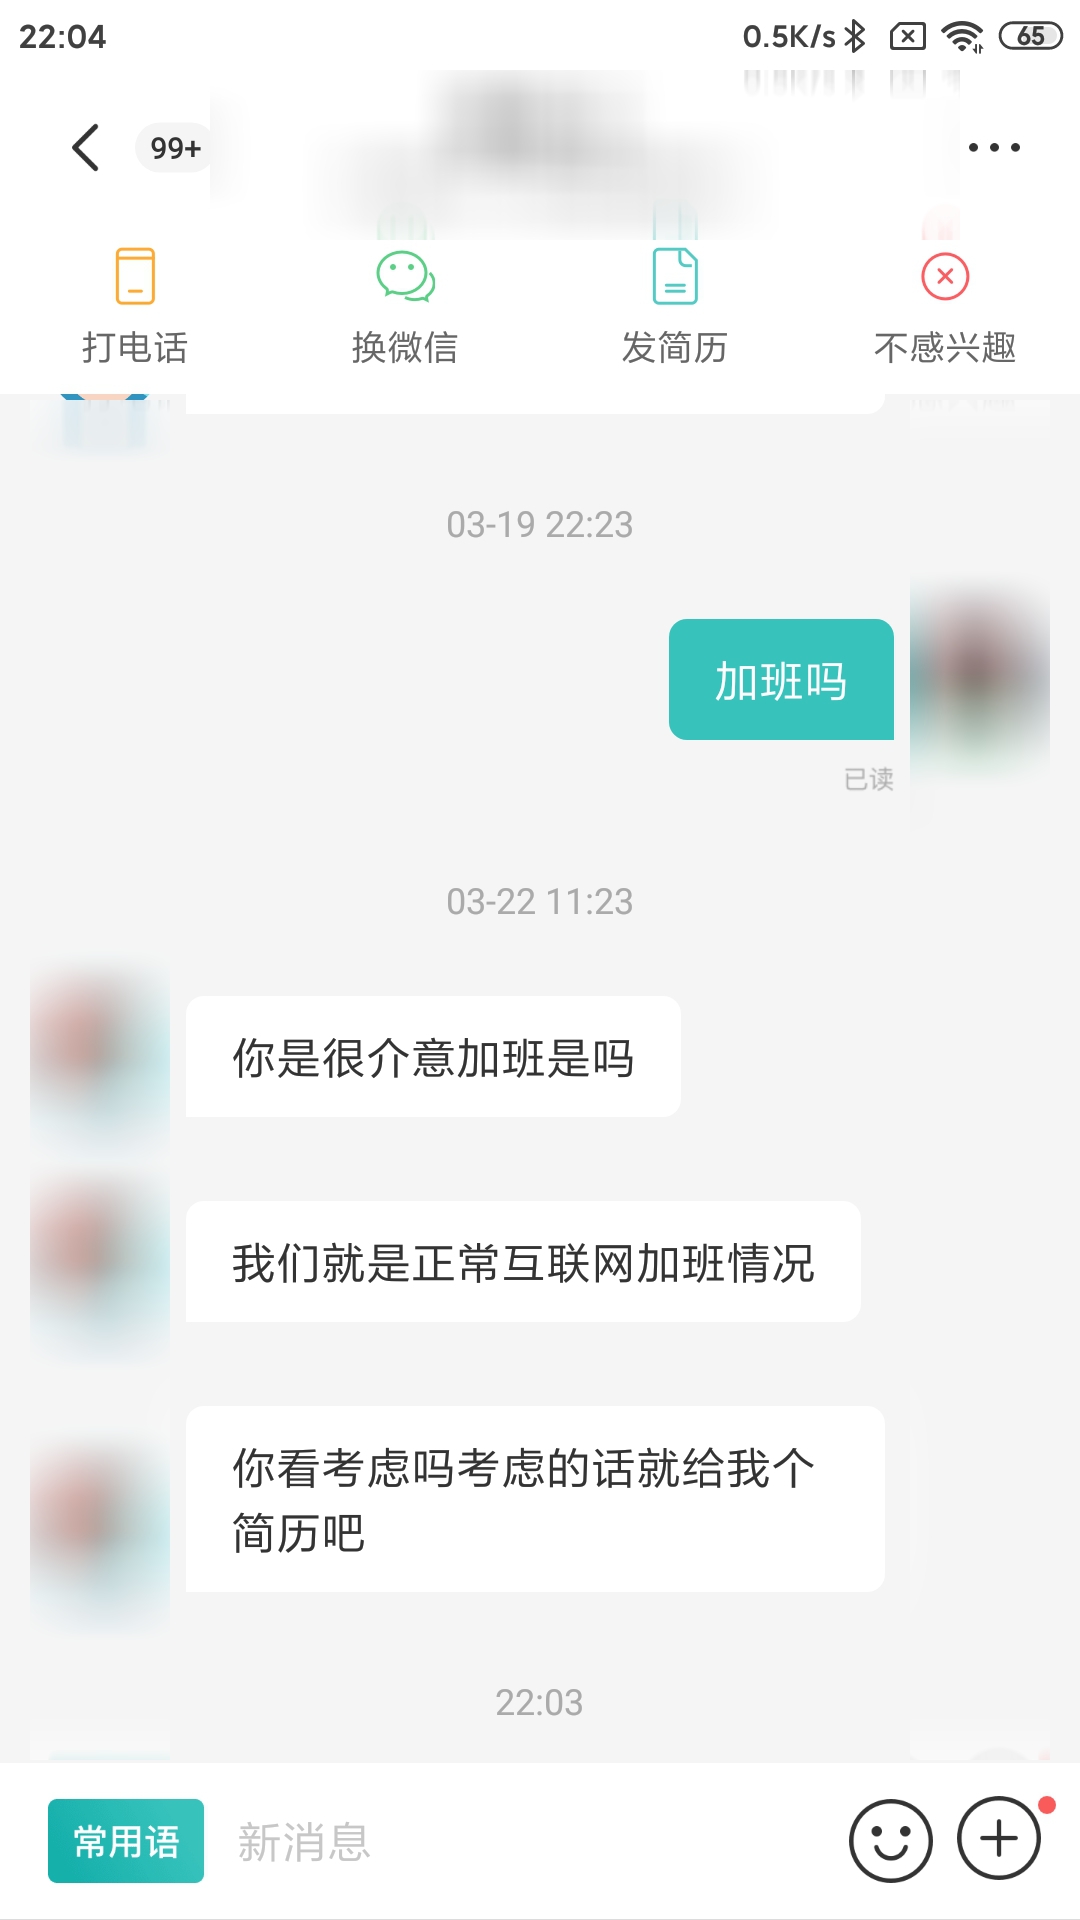 22:04
0.5K/s
65
99+
打电话
换微信
发简历
不感兴趣
03-19 22:23
加班吗
已读
03-22 11:23
你是很介意加班是吗
我们就是正常互联网加班情况
你看考虑吗考虑的话就给我个
简历吧
22:03
常用语
新消息